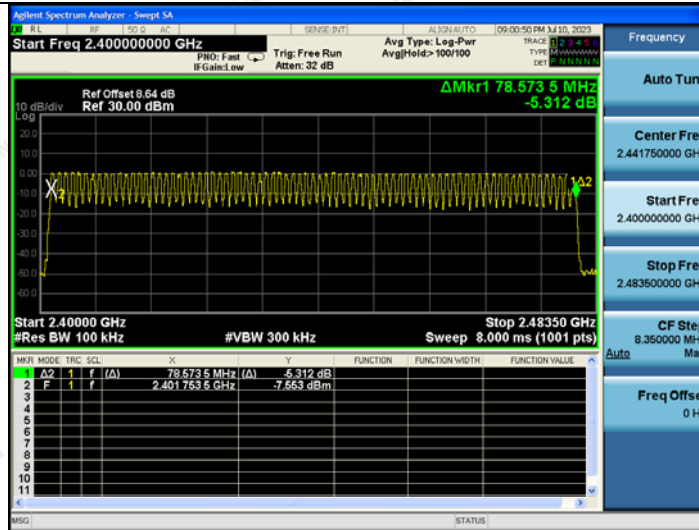 Agilent Spectrum Analyzer - Swept SA
RL RF 50 Ω AC SENSE:INT ALIGN AUTO 09:00:50 PM Jul 10, 2023
Start Freq 2.400000000 GHz
PNO: Fast
IFGain:Low
Trig: Free Run
Atten: 32 dB
Avg Type: Log-Pwr
Avg|Hold:>100/100
TRACE 1 2 3 4 5 6
TYPE M WWWWW
DET P N N N N N
ΔMkr1 78.573 5 MHz
-5.312 dB
Ref Offset 8.64 dB
10 dB/div Ref 30.00 dBm
Log
20.0
10.0
0.00
-10.0
-20.0
-30.0
-40.0
-50.0
-60.0
2
1Δ2
Start 2.40000 GHz Stop 2.48350 GHz
#Res BW 100 kHz #VBW 300 kHz Sweep 8.000 ms (1001 pts)
MKR MODE TRC SCL X Y FUNCTION FUNCTION WIDTH FUNCTION VALUE
1 Δ2 1 f (Δ) 78.573 5 MHz (Δ) -5.312 dB
2 F 1 f 2.401 753 5 GHz -7.553 dBm
3
4
5
6
7
8
9
10
11
MSG STATUS
Frequency
Auto Tun
Center Fre
2.441750000 GH
Start Fre
2.400000000 GH
Stop Fre
2.483500000 GH
CF Ste
8.350000 MH
Auto Ma
Freq Offse
0 H